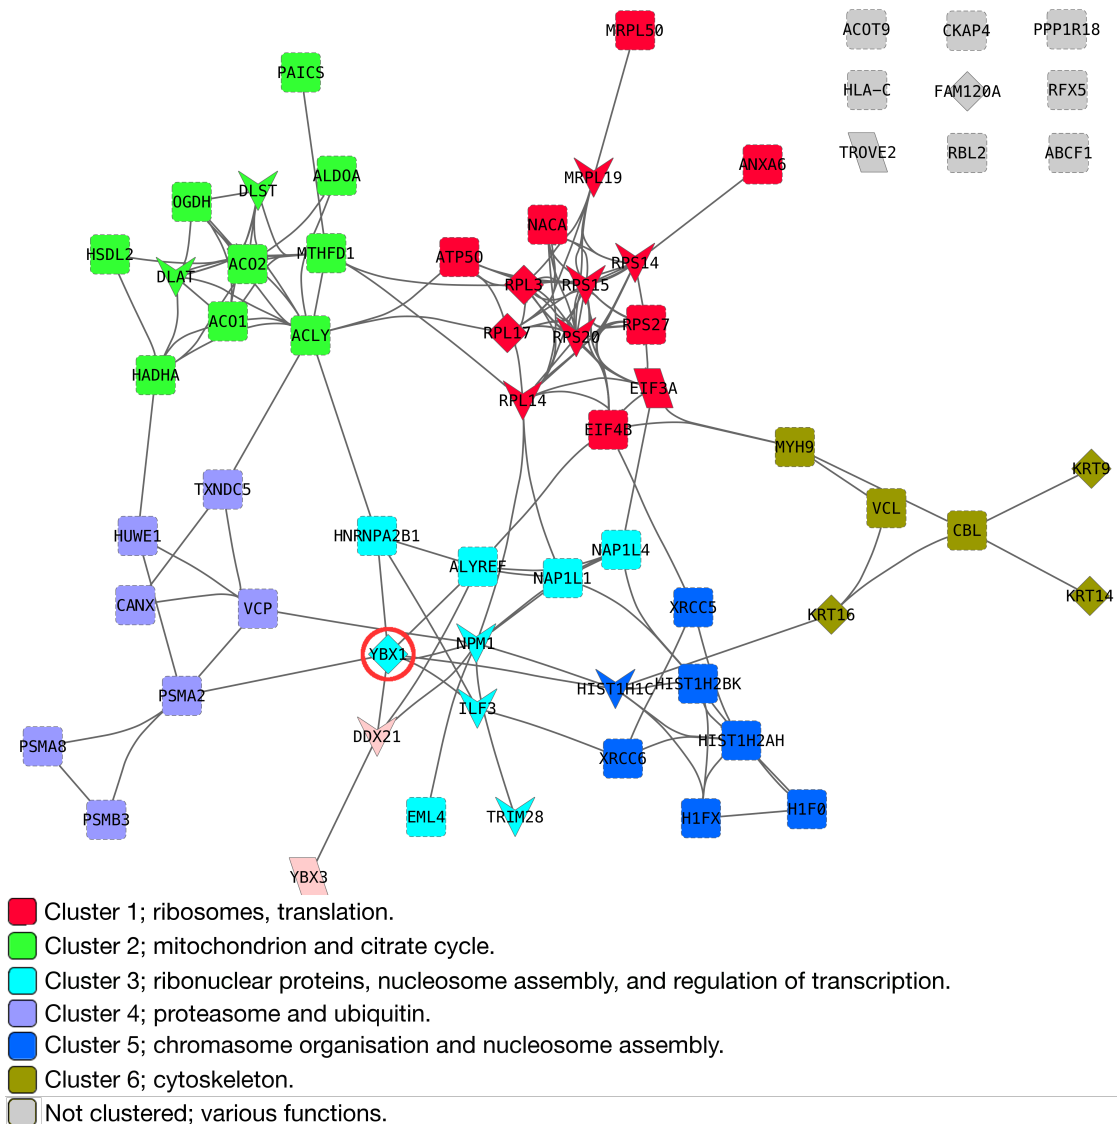 MRPL50
ACOT9
CKAP4
PPP1R18
PAICS
HLA-C
FAM120A
RFX5
TROVE2
RBL2
ABCF1
ANXA6
MRPL19
ALDOA
DLST
OGDH
NACA
HSDL2
MTHFD1
ATP5O
RPS14
ACO2
DLAT
RPL3
RPS15
ACO1
ACLY
RPL17
RPS20
RPS27
HADHA
EIF3A
RPL14
EIF4B
MYH9
KRT9
TXNDC5
VCL
CBL
HUWE1
HNRNPA2B1
NAP1L4
ALYREF
NAP1L1
KRT14
CANX
VCP
XRCC5
KRT16
NPM1
YBX1
PSMA2
HIST1H1C
HIST1H2BK
ILF3
PSMA8
DDX21
HIST1H2AH
XRCC6
PSMB3
EML4
TRIM28
H1FX
H1F0
YBX3
Cluster 1; ribosomes, translation.
Cluster 2; mitochondrion and citrate cycle.
Cluster 3; ribonuclear proteins, nucleosome assembly, and regulation of transcription.
Cluster 4; proteasome and ubiquitin.
Cluster 5; chromasome organisation and nucleosome assembly.
Cluster 6; cytoskeleton.
Not clustered; various functions.